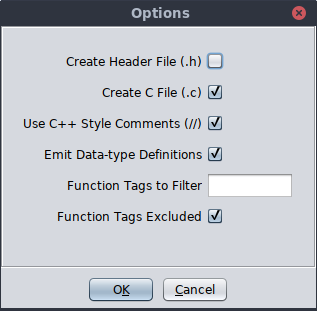 Options
Create Header File (.h)
Create C File (.c)
Use C++ Style Comments (//)
Emit Data-type Definitions
Function Tags to Filter
Function Tags Excluded
OK Cancel